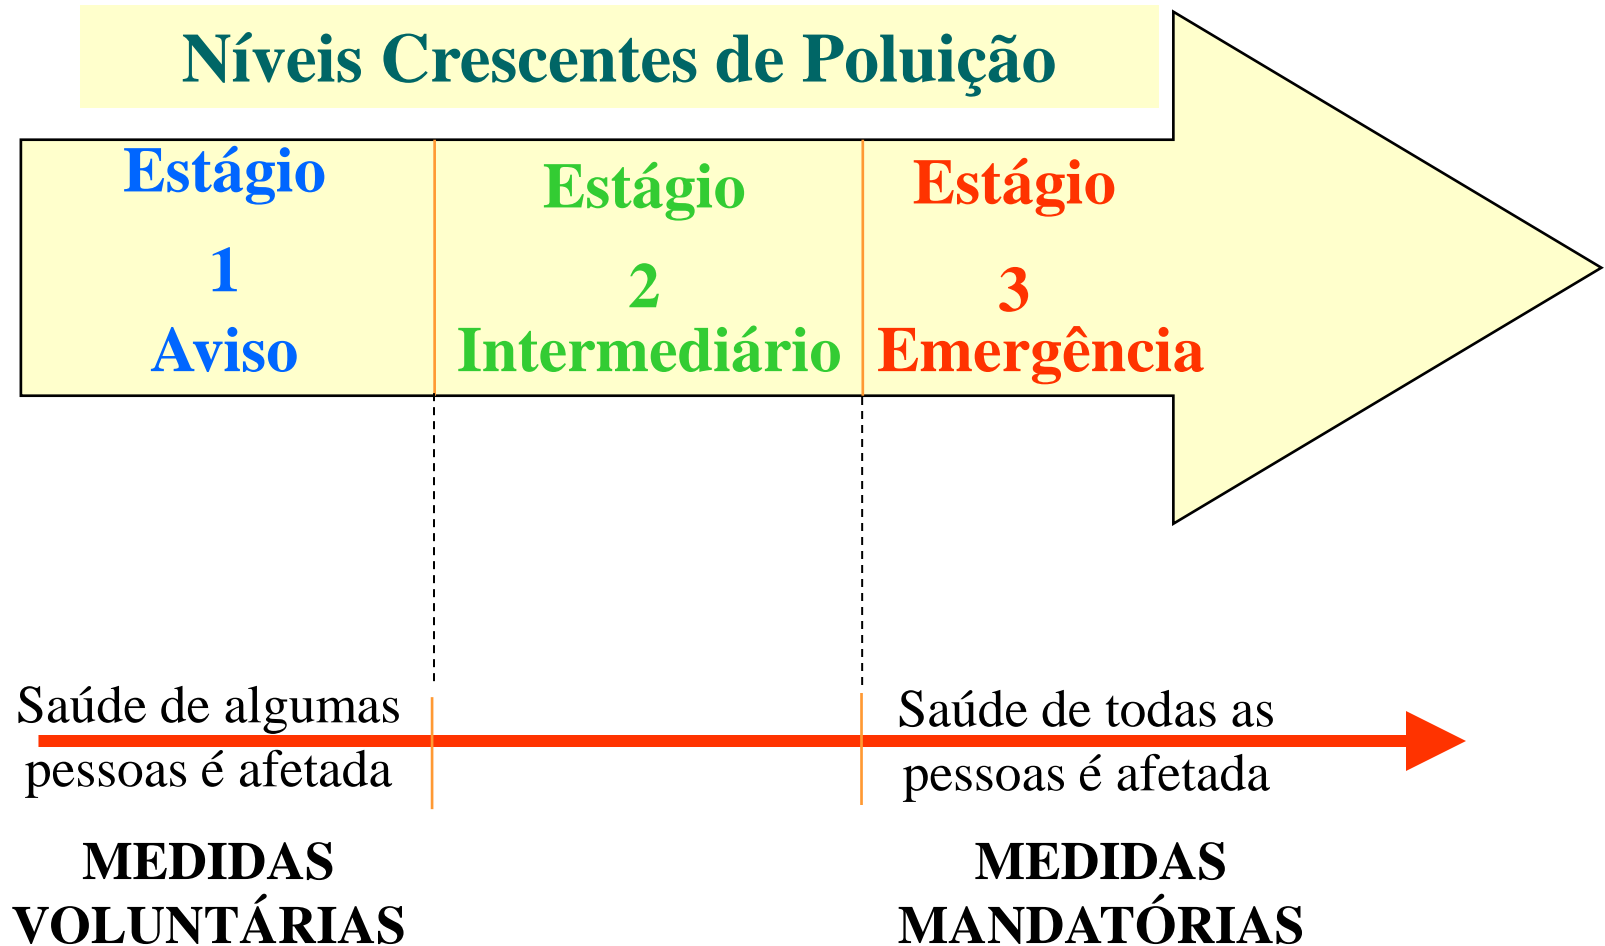 Níveis Crescentes de Poluição
Estágio
1
Aviso
Estágio
2
Intermediário
Estágio
3
Emergência
Saúde de algumas
pessoas é afetada
MEDIDAS
VOLUNTÁRIAS
Saúde de todas as
pessoas é afetada
MEDIDAS
MANDATÓRIAS